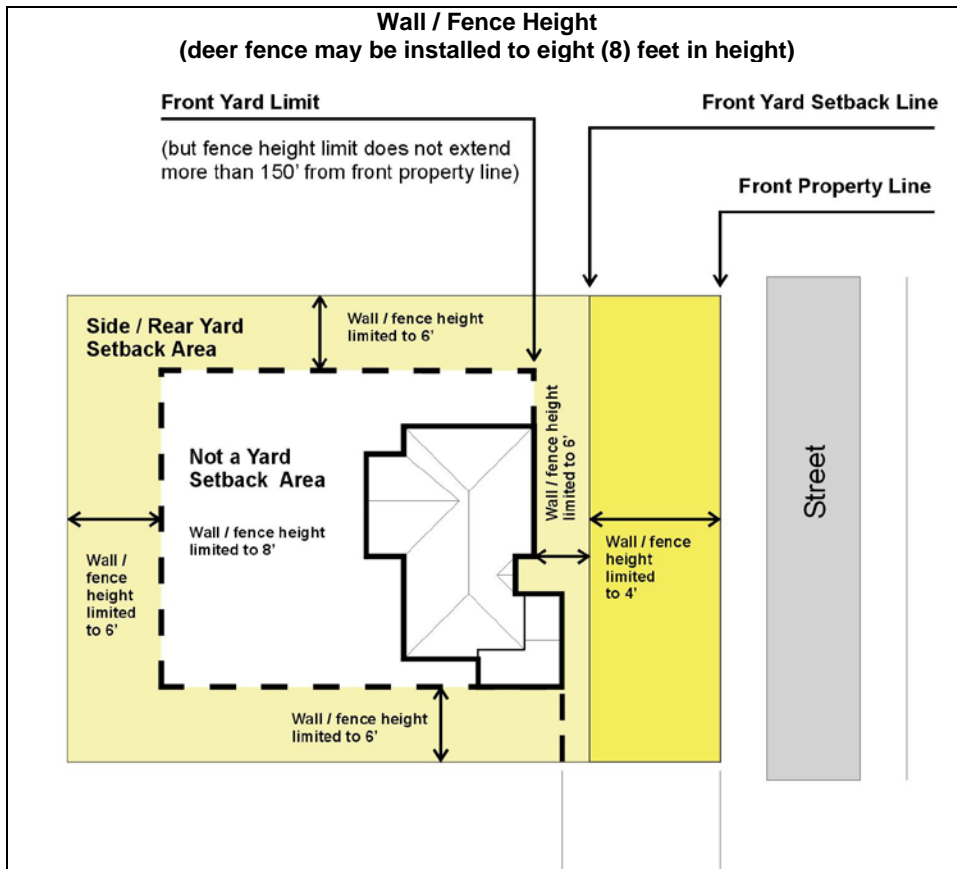 Wall / Fence Height
(deer fence may be installed to eight (8) feet in height)
Front Yard Limit
(but fence height limit does not extend
more than 150' from front property line)
Front Yard Setback Line
Front Property Line
Side / Rear Yard
Setback Area
Wall / fence height
limited to 6'
Not a Yard
Setback Area
Wall / fence height
limited to 8'
Wall / fence height
limited to 6'
Wall / fence
height
limited
to 4'
Street
Wall /
fence
height
limited
to 6'
Wall / fence height
limited to 6'